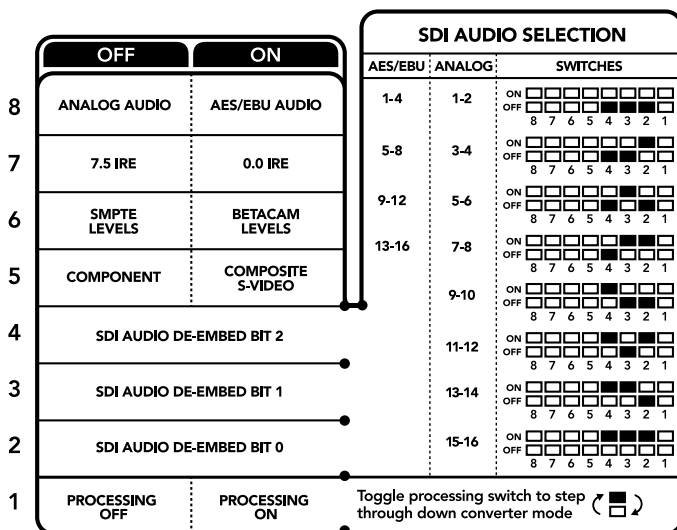 OFF ON
8 ANALOG AUDIO AES/EBU AUDIO
7 7.5 IRE 0.0 IRE
6 SMPTE LEVELS BETACAM LEVELS
5 COMPONENT COMPOSITE S-VIDEO
4 SDI AUDIO DE-EMBED BIT 2
3 SDI AUDIO DE-EMBED BIT 1
2 SDI AUDIO DE-EMBED BIT 0
1 PROCESSING OFF PROCESSING ON
SDI AUDIO SELECTION
AES/EBU ANALOG SWITCHES
1-4 1-2 ON
OFF
8 7 6 5 4 3 2 1
5-8 3-4 ON
OFF
8 7 6 5 4 3 2 1
9-12 5-6 ON
OFF
8 7 6 5 4 3 2 1
13-16 7-8 ON
OFF
8 7 6 5 4 3 2 1
9-10 ON
OFF
8 7 6 5 4 3 2 1
11-12 ON
OFF
8 7 6 5 4 3 2 1
13-14 ON
OFF
8 7 6 5 4 3 2 1
15-16 ON
OFF
8 7 6 5 4 3 2 1
Toggle processing switch to step
through down converter mode